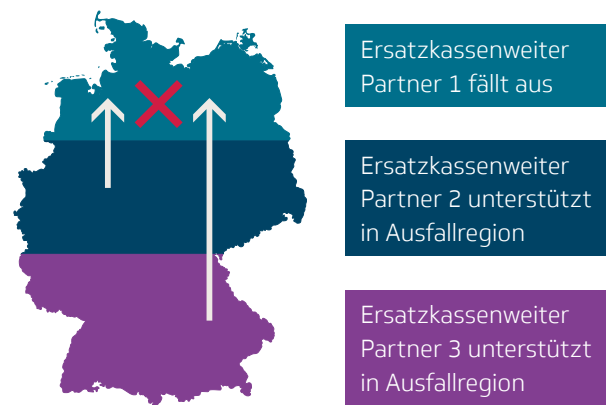 Ersatzkassenweiter
Partner 1 fällt aus
Ersatzkassenweiter
Partner 2 unterstützt
in Ausfallregion
Ersatzkassenweiter
Partner 3 unterstützt
in Ausfallregion